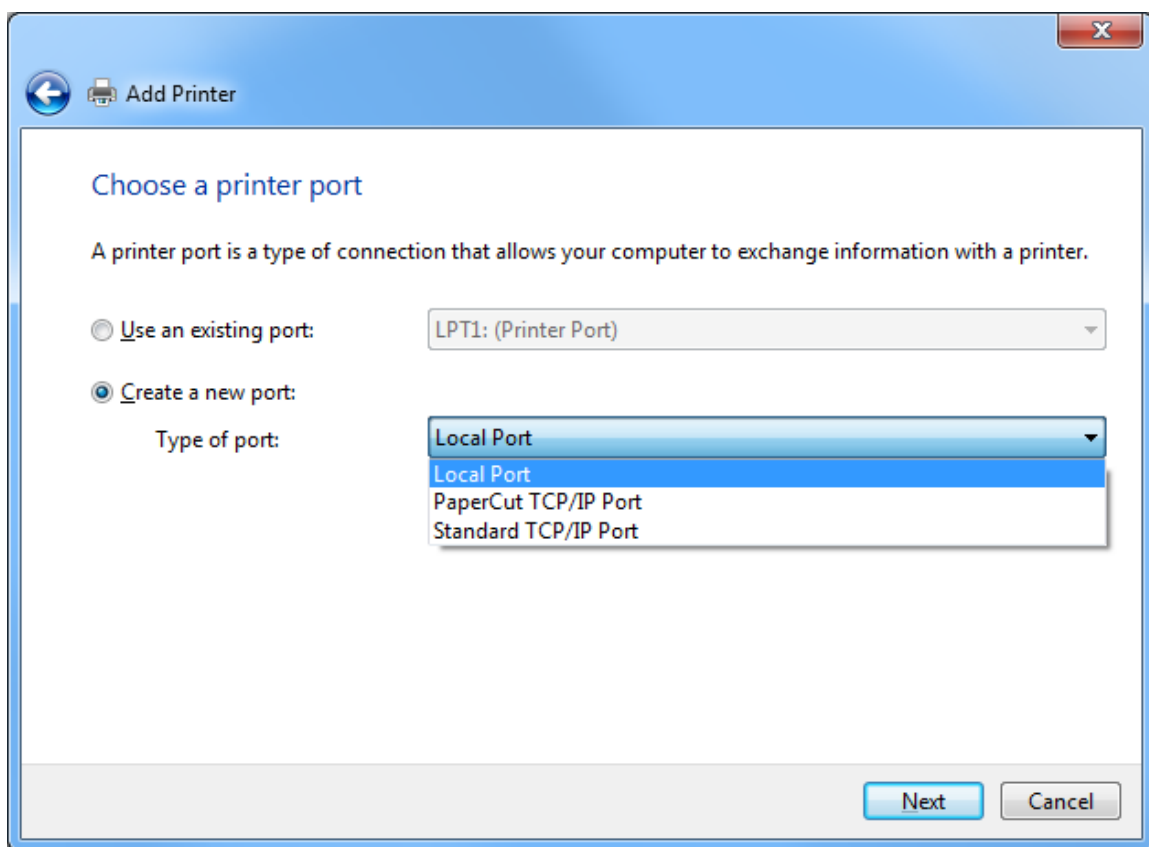 Add Printer
Choose a printer port
A printer port is a type of connection that allows your computer to exchange information with a printer.
Use an existing port: LPT1: (Printer Port)
Create a new port:
Type of port: Local Port
Local Port
PaperCut TCP/IP Port
Standard TCP/IP Port
Next Cancel